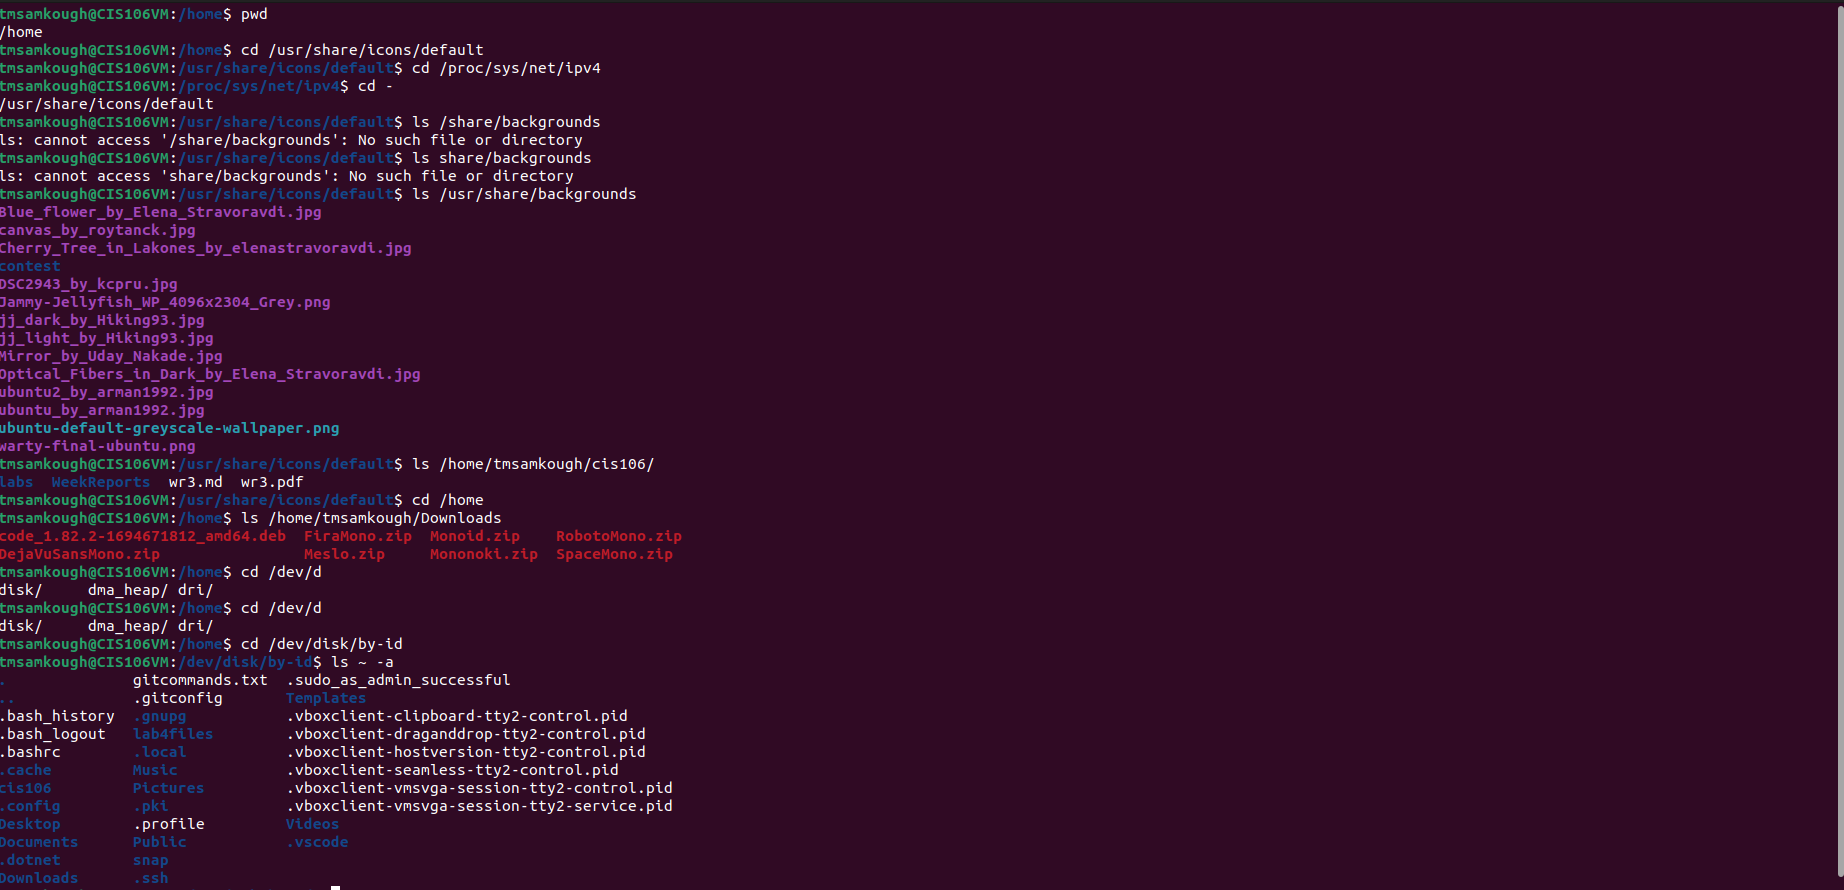 tmsamkough@CIS106VM:/home$ pwd
/home
tmsamkough@CIS106VM:/home$ cd /usr/share/icons/default
tmsamkough@CIS106VM:/usr/share/icons/default$ cd /proc/sys/net/ipv4
tmsamkough@CIS106VM:/proc/sys/net/ipv4$ cd -
/usr/share/icons/default
tmsamkough@CIS106VM:/usr/share/icons/default$ ls /share/backgrounds
ls: cannot access '/share/backgrounds': No such file or directory
tmsamkough@CIS106VM:/usr/share/icons/default$ ls share/backgrounds
ls: cannot access 'share/backgrounds': No such file or directory
tmsamkough@CIS106VM:/usr/share/icons/default$ ls /usr/share/backgrounds
Blue_flower_by_Elena_Stravoravdi.jpg
canvas_by_roytanck.jpg
Cherry_Tree_in_Lakones_by_elenastravoravdi.jpg
contest
DSC2943_by_kcpru.jpg
Jammy-Jellyfish_WP_4096x2304_Grey.png
jj_dark_by_Hiking93.jpg
jj_light_by_Hiking93.jpg
Mirror_by_Uday_Nakade.jpg
Optical_Fibers_in_Dark_by_Elena_Stravoravdi.jpg
ubuntu2_by_arman1992.jpg
ubuntu_by_arman1992.jpg
ubuntu-default-greyscale-wallpaper.png
warty-final-ubuntu.png
tmsamkough@CIS106VM:/usr/share/icons/default$ ls /home/tmsamkough/cis106/
labs  WeekReports  wr3.md  wr3.pdf
tmsamkough@CIS106VM:/usr/share/icons/default$ cd /home
tmsamkough@CIS106VM:/home$ ls /home/tmsamkough/Downloads
code_1.82.2-1694671812_amd64.deb  FiraMono.zip  Monoid.zip    RobotoMono.zip
DejaVuSansMono.zip                Meslo.zip     Mononoki.zip  SpaceMono.zip
tmsamkough@CIS106VM:/home$ cd /dev/d
disk/     dma_heap/ dri/
tmsamkough@CIS106VM:/home$ cd /dev/d
disk/     dma_heap/ dri/
tmsamkough@CIS106VM:/home$ cd /dev/disk/by-id
tmsamkough@CIS106VM:/dev/disk/by-id$ ls ~ -a
.              gitcommands.txt  .sudo_as_admin_successful
..             .gitconfig       Templates
.bash_history  .gnupg           .vboxclient-clipboard-tty2-control.pid
.bash_logout   lab4files        .vboxclient-draganddrop-tty2-control.pid
.bashrc        .local           .vboxclient-hostversion-tty2-control.pid
.cache         Music            .vboxclient-seamless-tty2-control.pid
cis106         Pictures         .vboxclient-vmsvga-session-tty2-control.pid
.config        .pki             .vboxclient-vmsvga-session-tty2-service.pid
Desktop        .profile         Videos
Documents      Public           .vscode
.dotnet        snap
Downloads      .ssh